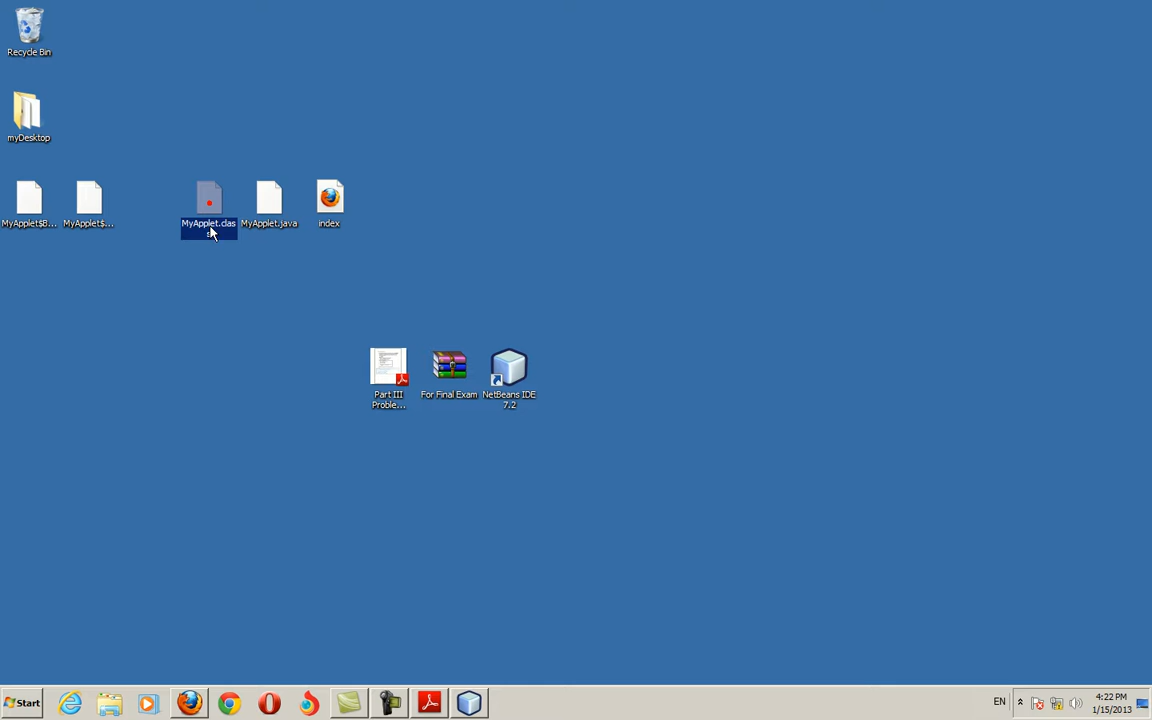 Recycle Bin
myDesktop
MyApplet$B...
MyApplet$...
MyApplet.clas
s
MyApplet.java
index
Part III
Proble...
For Final Exam
NetBeans IDE
7.2
Start
EN
4:22 PM
1/15/2013